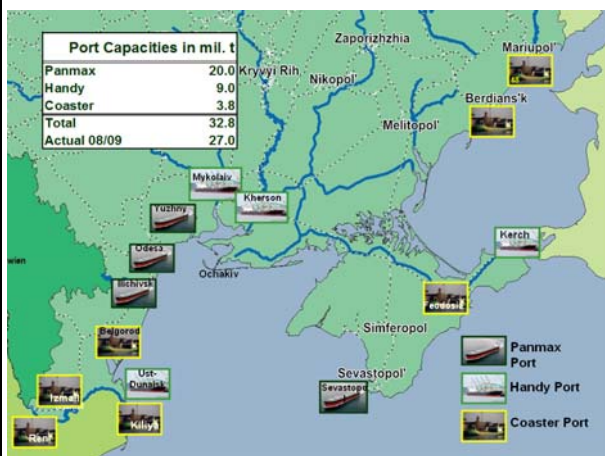 Port Capacities in mil. t
Panmax 20.0
Handy 9.0
Coaster 3.8
Total 32.8
Actual 08/09 27.0
Zaporizhzhia
Mariupol'
Kryvyi Rih
Nikopol'
Berdians'k
Melitopol'
Mykolaiv
Kherson
Yuzhny
Odesa
Kerch
Ochakiv
Illichivsk
Feodosia
Belgorod
Simferopol
Panmax
Port
Ust-
Dunaisk
Sevastopol'
Sevastopol
Handy Port
Izmail
Kiliya
Coaster Port
Reni